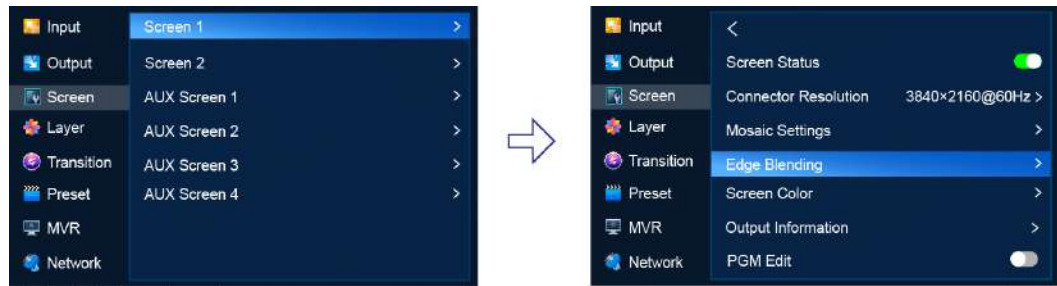 Input
Screen 1 >
Output
Screen 2 >
Screen
AUX Screen 1 >
Layer
AUX Screen 2 >
Transition
AUX Screen 3 >
Preset
AUX Screen 4 >
MVR
Network
Input
<
Output
Screen Status
Screen
Connector Resolution 3840×2160@60Hz >
Layer
Mosaic Settings >
Transition
Edge Blending >
Preset
Screen Color >
MVR
Output Information >
Network
PGM Edit